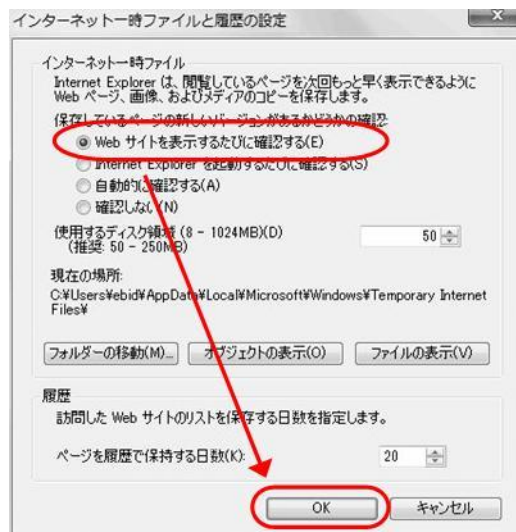 インターネット一時ファイルと履歴の設定
インターネット一時ファイル
Internet Explorer は、閲覧しているページを次回もっと早く表示できるように
Web ページ、画像、およびメディアのコピーを保存します。
保存しているページの新しいバージョンがあるかどうかの確認:
Web サイトを表示するたびに確認する(E)
Internet Explorer を起動するたびに確認する(S)
自動的に確認する(A)
確認しない(N)
使用するディスク領域 (8 - 1024MB)(D) 50
(推奨: 50 - 250MB)
現在の場所:
C:¥Users¥ebid¥AppData¥Local¥Microsoft¥Windows¥Temporary Internet
Files¥
フォルダーの移動(M)... オブジェクトの表示(O) ファイルの表示(V)
履歴
訪問した Web サイトのリストを保存する日数を指定します。
ページを履歴で保持する日数(K): 20
OK キャンセル